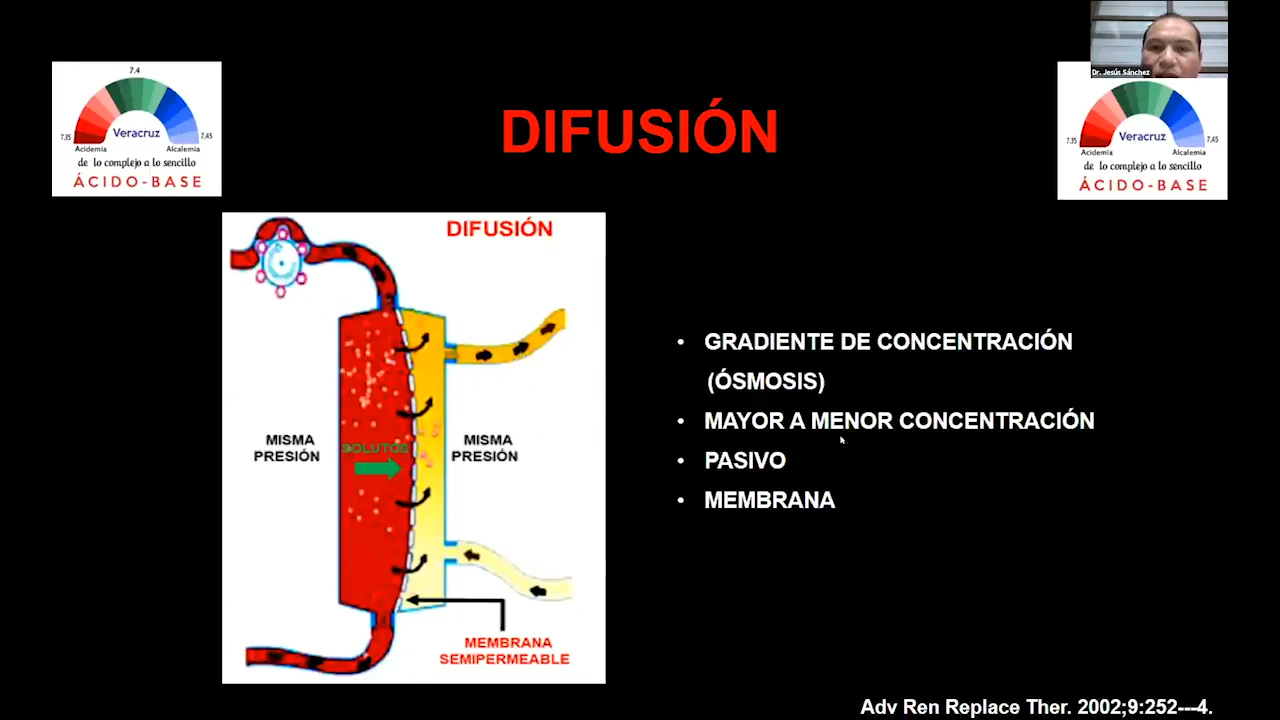 Dr. Jesús Sánchez
7.4
7.35
Veracruz
7.45
Acidemia
Alcalemia
de lo complejo a lo sencillo
ÁCIDO-BASE
DIFUSIÓN
7.35
Veracruz
7.45
Acidemia
Alcalemia
de lo complejo a lo sencillo
ÁCIDO-BASE
DIFUSIÓN
MISMA
PRESIÓN
SOLUTOS
MISMA
PRESIÓN
MEMBRANA
SEMIPERMEABLE
• GRADIENTE DE CONCENTRACIÓN
(ÓSMOSIS)
• MAYOR A MENOR CONCENTRACIÓN
• PASIVO
• MEMBRANA
Adv Ren Replace Ther. 2002;9:252---4.